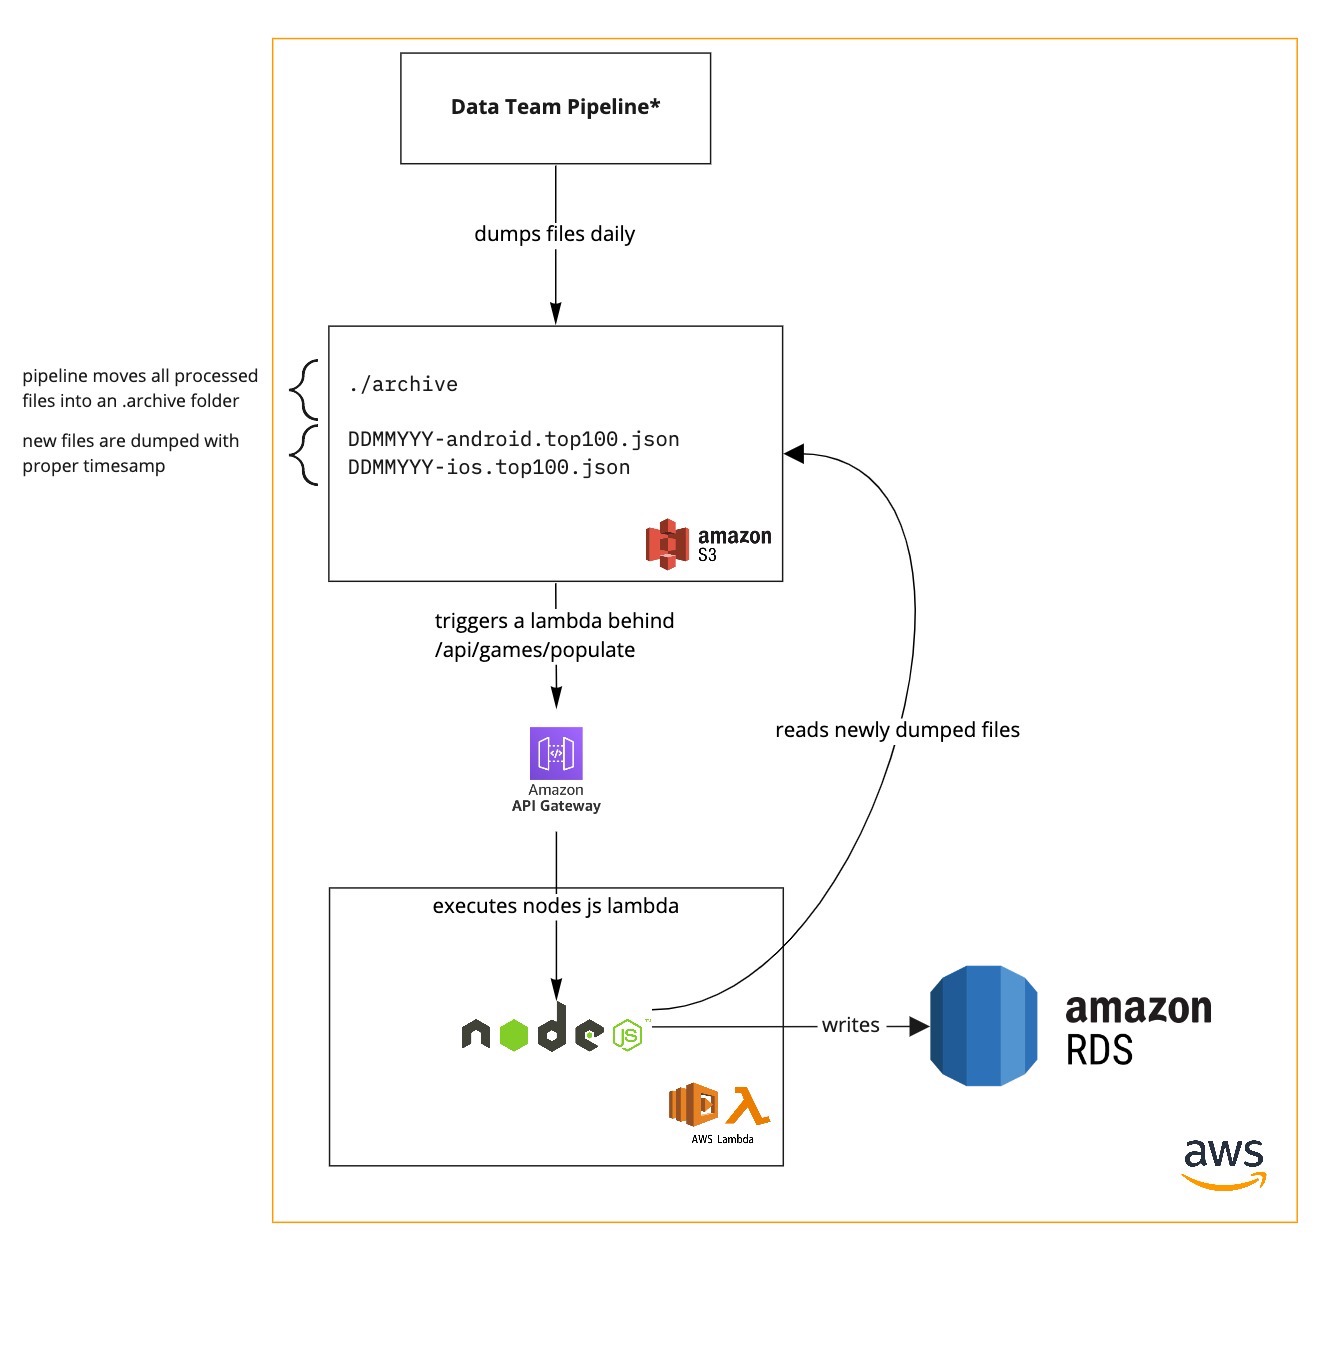 Data Team Pipeline*
dumps files daily
pipeline moves all processed
files into an .archive folder
new files are dumped with
proper timesamp
./archive
DDMMYYY-android.top100.json
DDMMYYY-ios.top100.json
amazon
S3
triggers a lambda behind
/api/games/populate
reads newly dumped files
Amazon
API Gateway
executes nodes js lambda
node
JS
TM
writes
amazon
RDS
AWS Lambda
aws